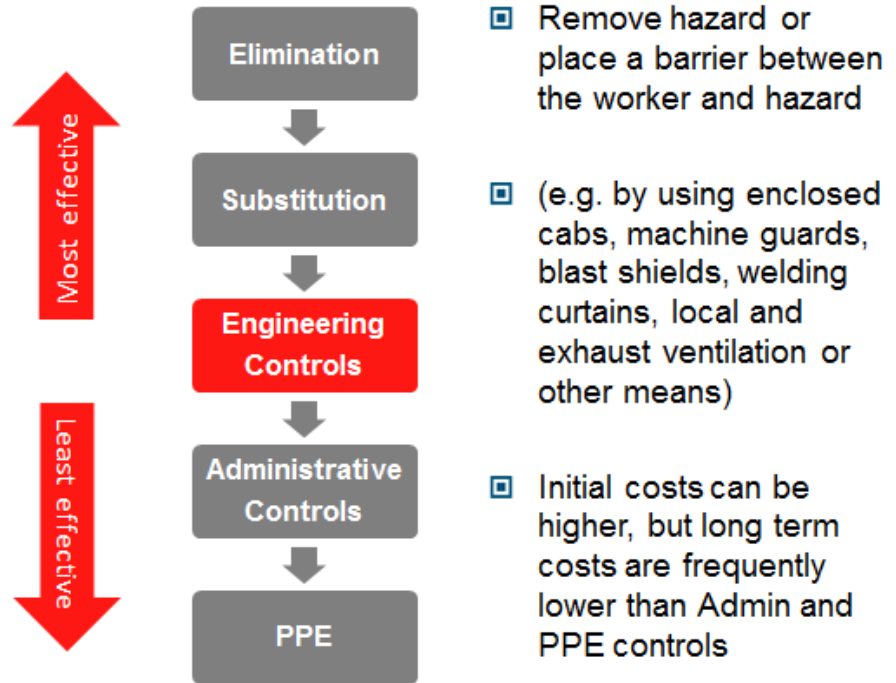 Most effective
Least effective
Elimination
Substitution
Engineering
Controls
Administrative
Controls
PPE
Remove hazard or
place a barrier between
the worker and hazard
(e.g. by using enclosed
cabs, machine guards,
blast shields, welding
curtains, local and
exhaust ventilation or
other means)
Initial costs can be
higher, but long term
costs are frequently
lower than Admin and
PPE controls